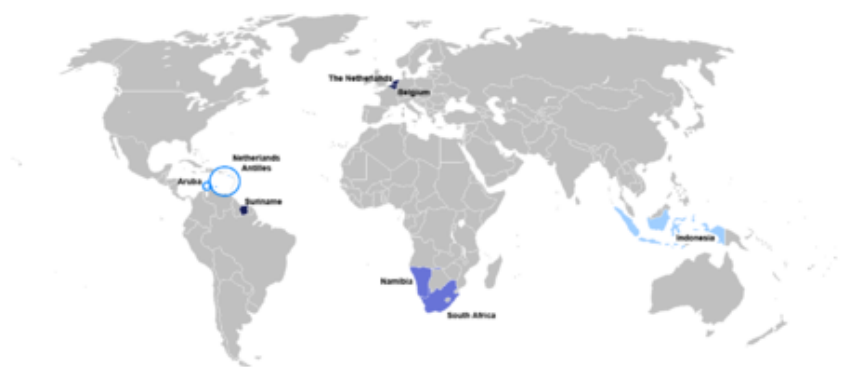 The Netherlands
Belgium
Netherlands
Antilles
Aruba
Suriname
Indonesia
Namibia
South Africa